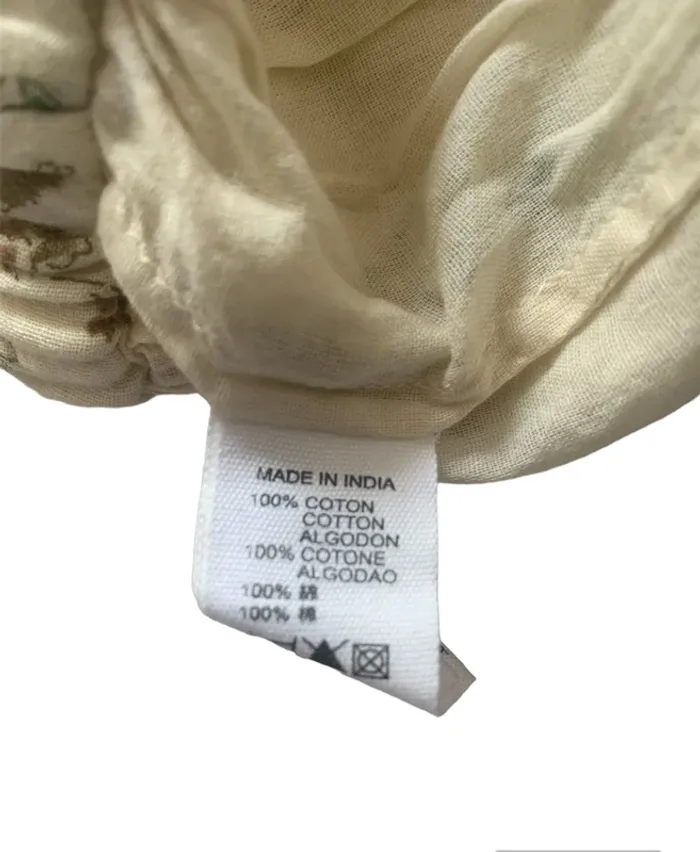 MADE IN INDIA
100% COTON
COTTON
ALGODON
100% COTONE
ALGODAO
100% 綿
100% 棉